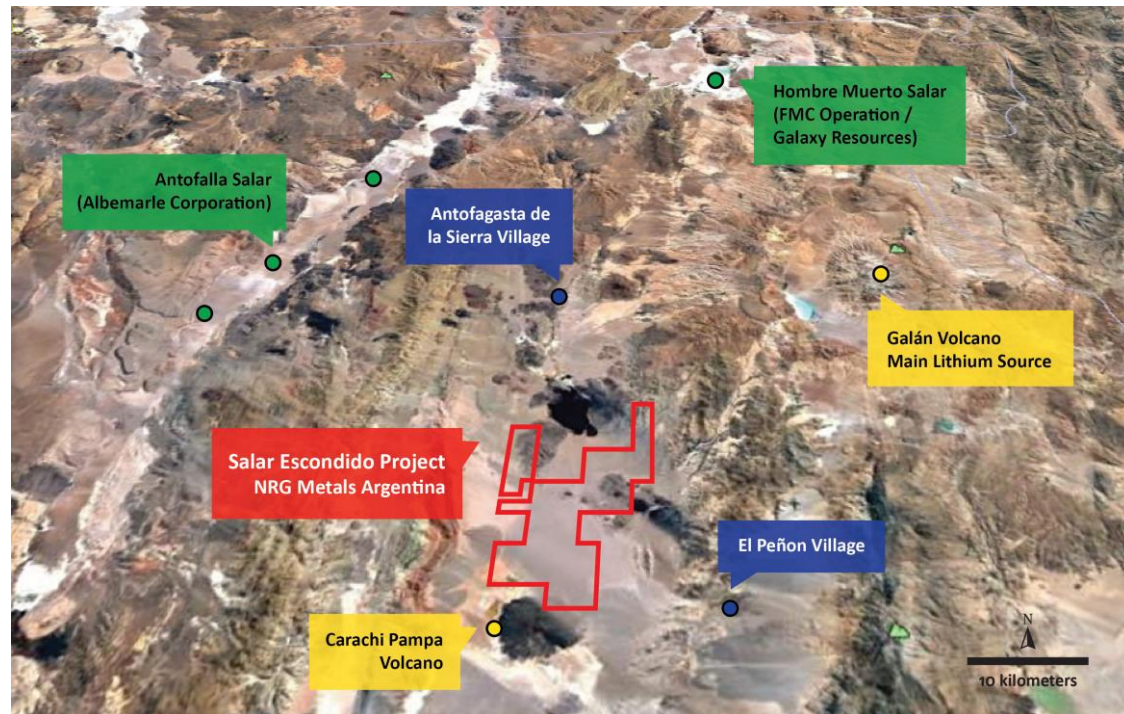 Hombre Muerto Salar
(FMC Operation /
Galaxy Resources)
Antofalla Salar
(Albemarle Corporation)
Antofagasta de
la Sierra Village
Galán Volcano
Main Lithium Source
Salar Escondido Project
NRG Metals Argentina
El Peñon Village
Carachi Pampa
Volcano
N
10 kilometers